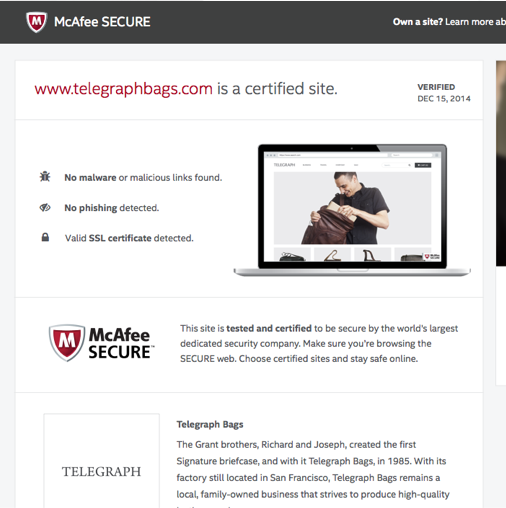 McAfee SECURE
Own a site? Learn more ab
www.telegraphbags.com is a certified site.
VERIFIED
DEC 15, 2014
No malware or malicious links found.
No phishing detected.
Valid SSL certificate detected.
TELEGRAPH
McAfee
SECURE™
This site is tested and certified to be secure by the world's largest
dedicated security company. Make sure you're browsing the
SECURE web. Choose certified sites and stay safe online.
TELEGRAPH
Telegraph Bags
The Grant brothers, Richard and Joseph, created the first
Signature briefcase, and with it Telegraph Bags, in 1985. With its
factory still located in San Francisco, Telegraph Bags remains a
local, family-owned business that strives to produce high-quality